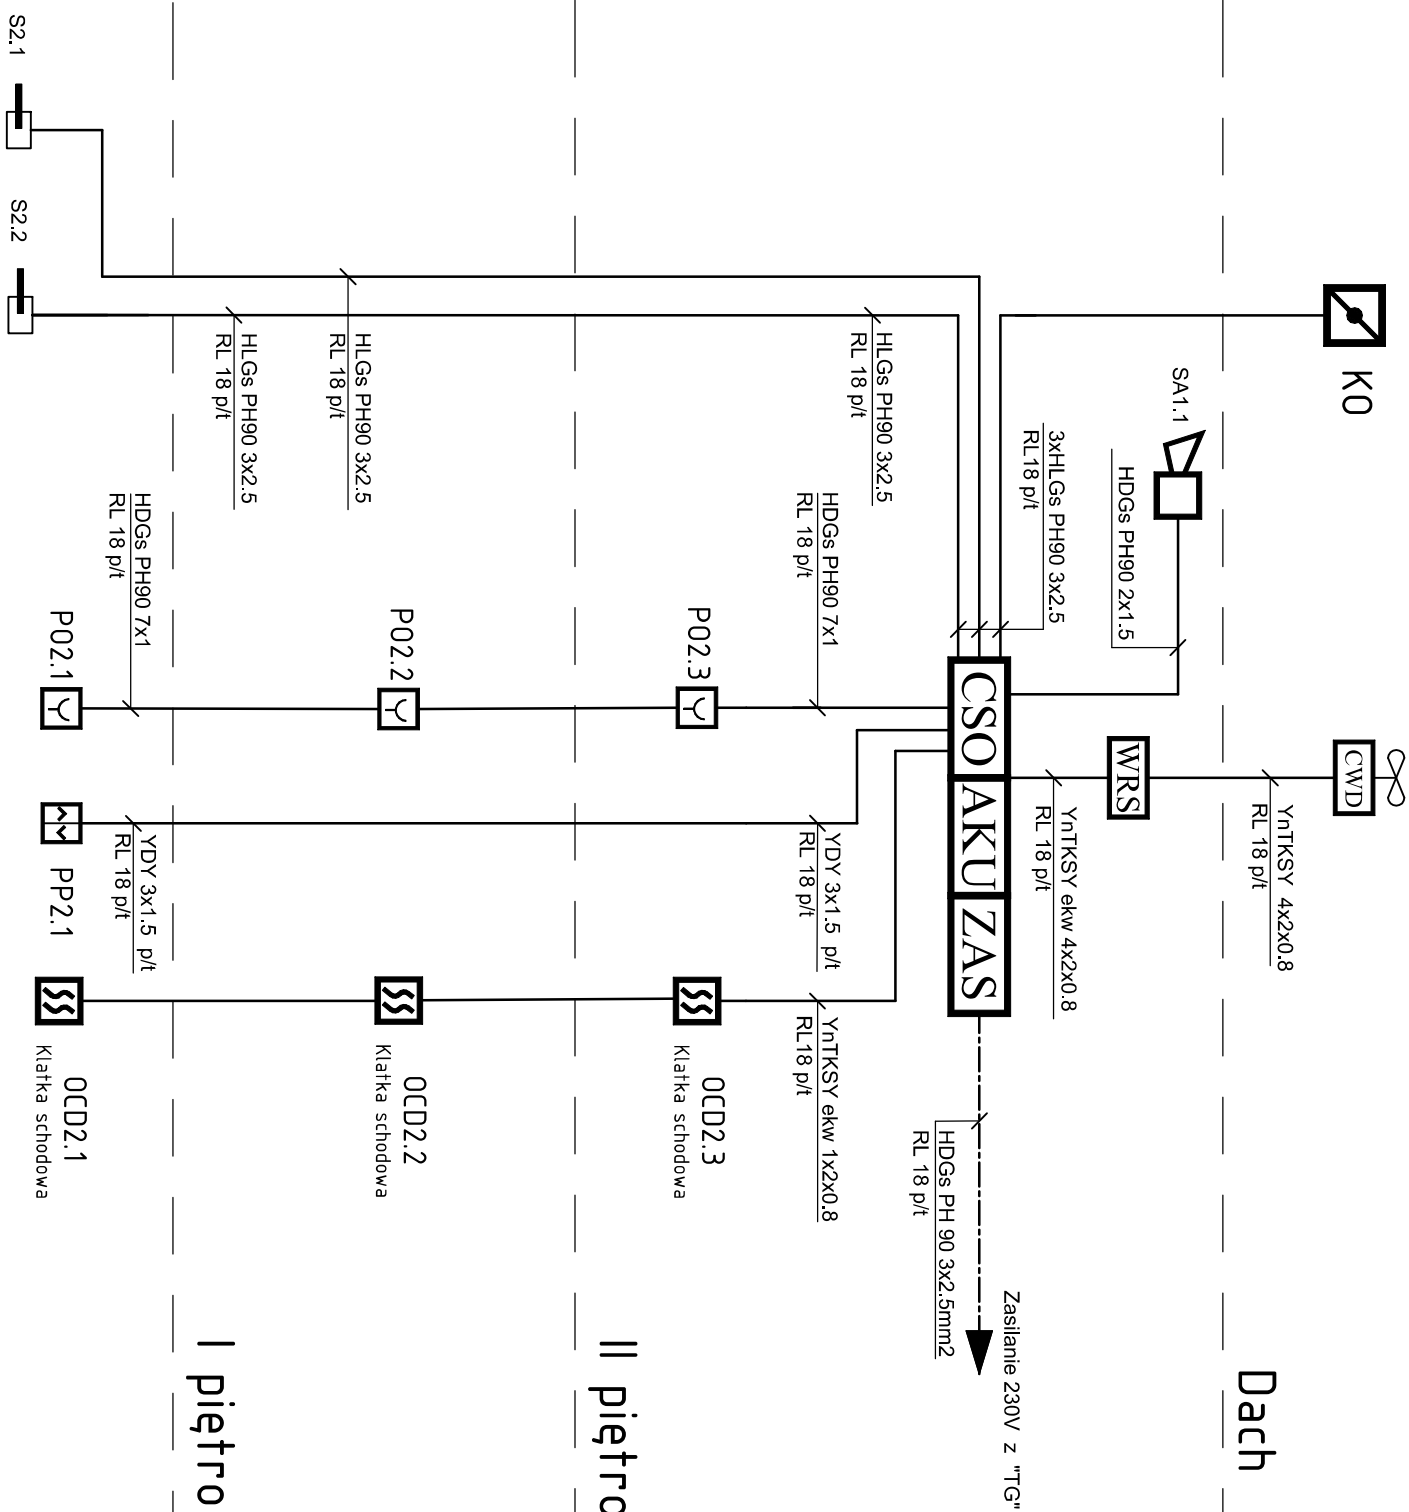 Dach
KO
CWD
YnTKSY 4x2x0.8
RL 18 p/t
SA1.1
HDGs PH90 2x1.5
WRS
3xHLGs PH90 3x2.5
RL18 p/t
YnTKSY ekw 4x2x0.8
RL 18 p/t
CSO AKU ZAS
Zasilanie 230V z "TG"
HDGs PH 90 3x2.5mm2
RL 18 p/t
HLGs PH90 3x2.5
RL 18 p/t
HDGs PH90 7x1
RL 18 p/t
YDY 3x1.5 p/t
RL 18 p/t
YnTKSY ekw 1x2x0.8
RL18 p/t
PO2.3
OCD2.3
Klatka schodowa
II piętro
HLGs PH90 3x2.5
RL 18 p/t
PO2.2
OCD2.2
Klatka schodowa
HLGs PH90 3x2.5
RL 18 p/t
I piętro
HDGs PH90 7x1
RL 18 p/t
YDY 3x1.5 p/t
RL 18 p/t
S2.1
S2.2
PO2.1
PP2.1
OCD2.1
Klatka schodowa